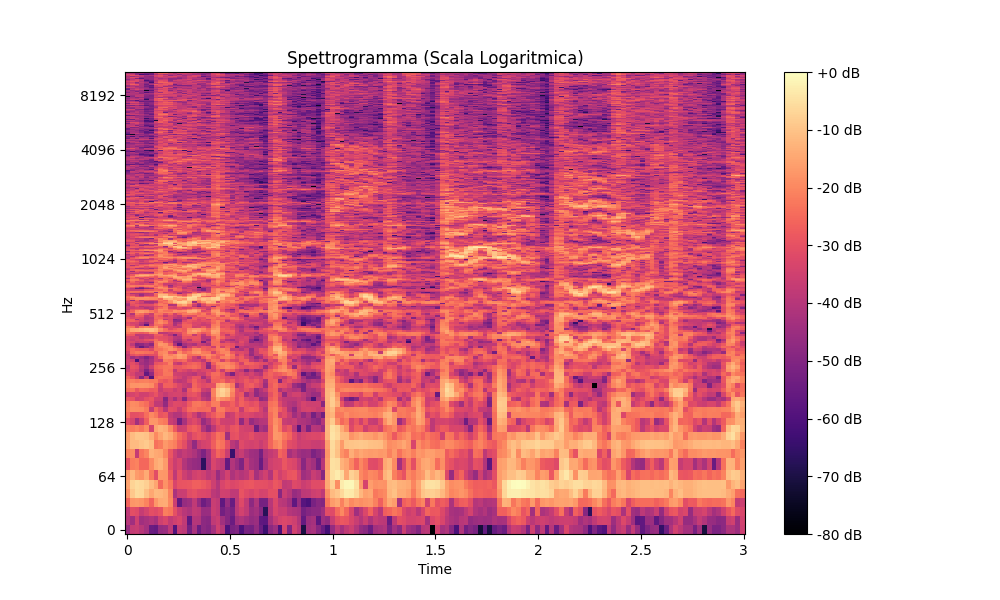 Spettrogramma (Scala Logaritmica)
Hz
8192
4096
2048
1024
512
256
128
64
0
0 0.5 1 1.5 2 2.5 3
Time
+0 dB
-10 dB
-20 dB
-30 dB
-40 dB
-50 dB
-60 dB
-70 dB
-80 dB